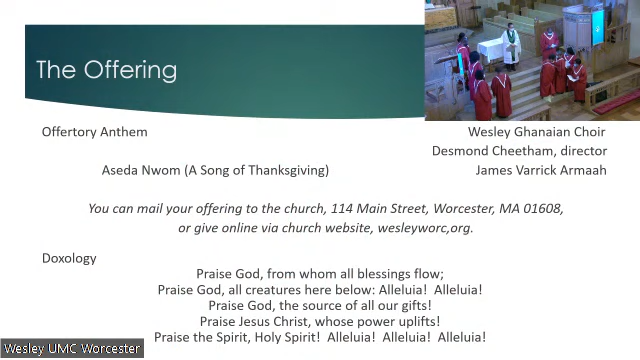 The Offering
Offertory Anthem Wesley Ghanaian Choir
Desmond Cheetham, director
Aseda Nwom (A Song of Thanksgiving) James Varrick Armaah
You can mail your offering to the church, 114 Main Street, Worcester, MA 01608,
or give online via church website, wesleyworc,org.
Doxology
Praise God, from whom all blessings flow;
Praise God, all creatures here below: Alleluia! Alleluia!
Praise God, the source of all our gifts!
Praise Jesus Christ, whose power uplifts!
Praise the Spirit, Holy Spirit! Alleluia! Alleluia! Alleluia!
Wesley UMC Worcester